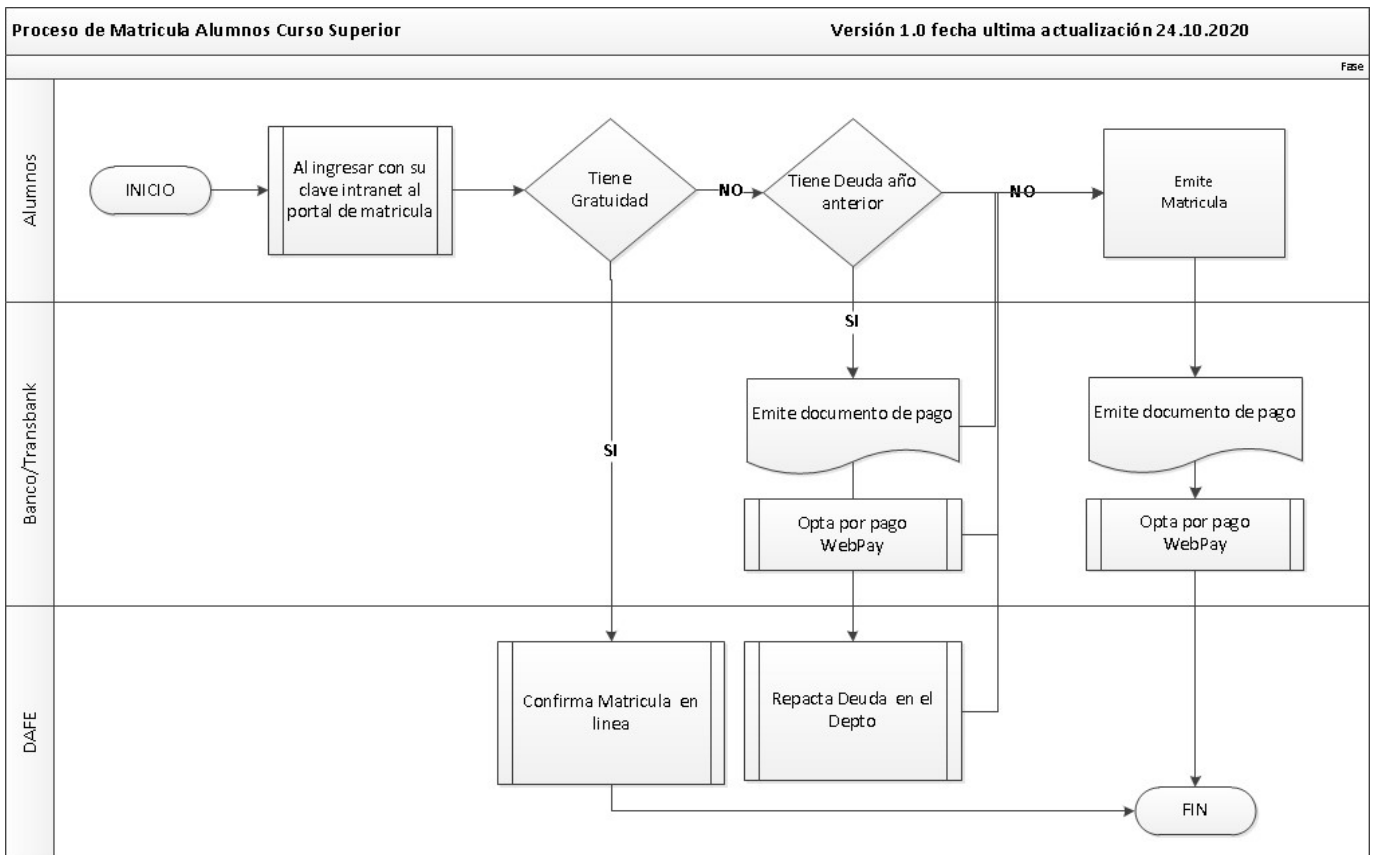 Proceso de Matricula Alumnos Curso Superior
Versión 1.0 fecha ultima actualización 24.10.2020
Fase
Alumnos
INICIO
Al ingresar con su
clave intranet al
portal de matricula
Tiene
Gratuidad
NO
Tiene Deuda año
anterior
NO
Emite
Matricula
Banco/Transbank
SI
SI
Emite documento de pago
Opta por pago
WebPay
Emite documento de pago
Opta por pago
WebPay
DAFE
Confirma Matricula en
linea
Repacta Deuda en el
Depto
FIN